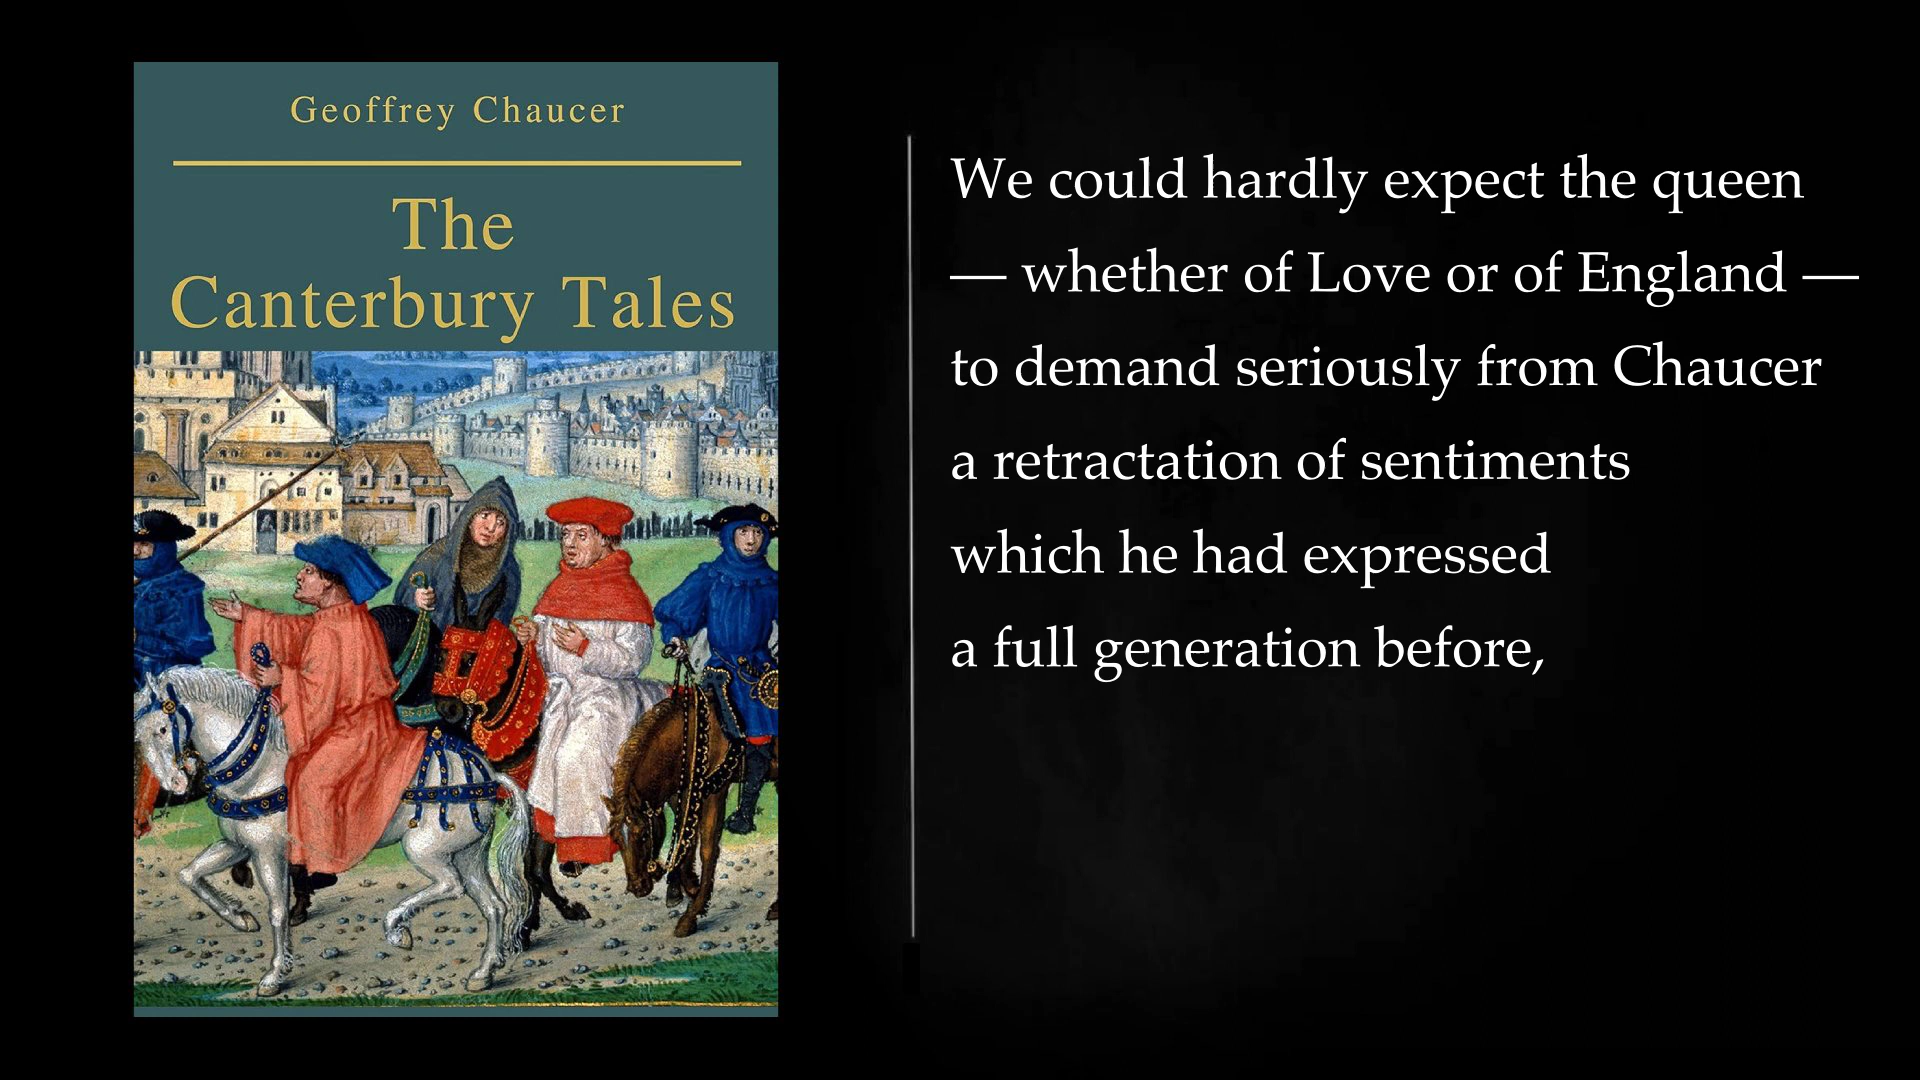 Geoffrey Chaucer
The
Canterbury Tales
We could hardly expect the queen
— whether of Love or of England —
to demand seriously from Chaucer
a retractation of sentiments
which he had expressed
a full generation before,